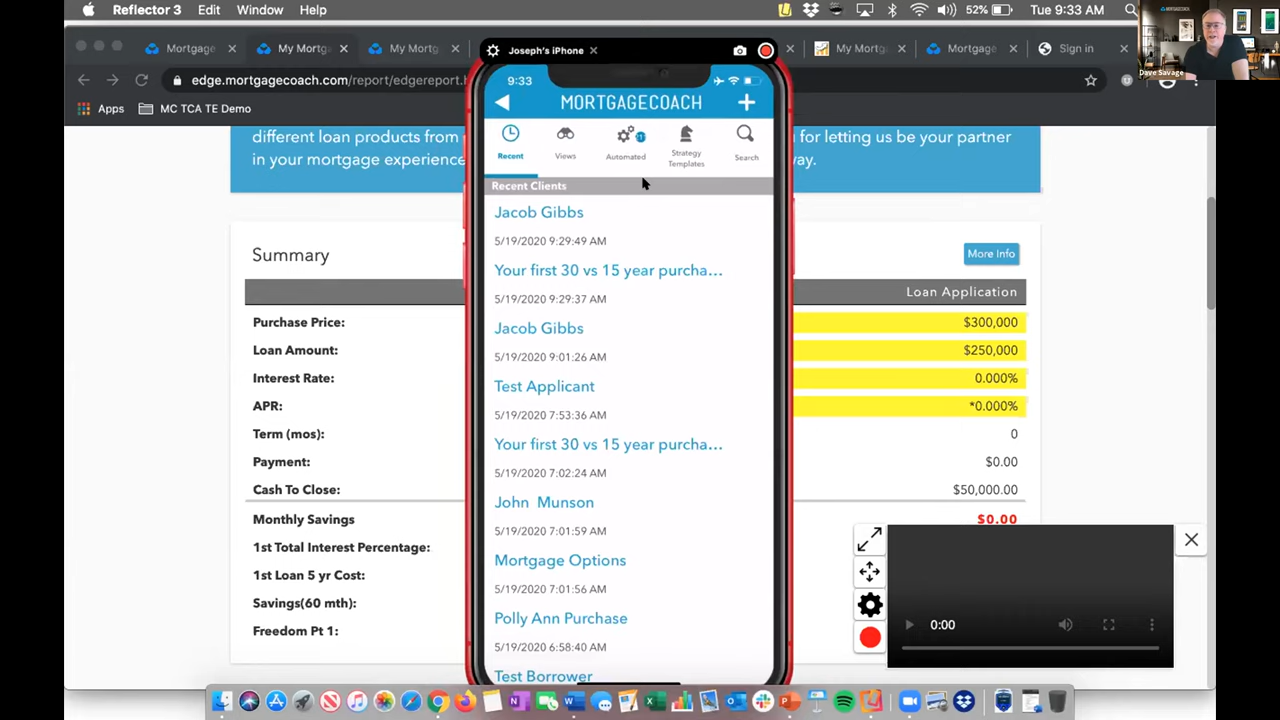 Reflector 3 Edit Window Help
52% Tue 9:33 AM
MORTGAGECOACH
Dave Savage
Mortgage
My Mortg
My Mortg
Joseph's iPhone
My Mort
Mortgage
Sign in
edge.mortgagecoach.com/report/edgereport.h
Apps
MC TCA TE Demo
9:33
MORTGAGECOACH
Recent
Views
1
Automated
Strategy
Templates
Search
different loan products from
for letting us be your partner
in your mortgage experience
way.
Recent Clients
Jacob Gibbs
5/19/2020 9:29:49 AM
Your first 30 vs 15 year purcha...
5/19/2020 9:29:37 AM
Jacob Gibbs
5/19/2020 9:01:26 AM
Test Applicant
5/19/2020 7:53:36 AM
Your first 30 vs 15 year purcha...
5/19/2020 7:02:24 AM
John Munson
5/19/2020 7:01:59 AM
Mortgage Options
5/19/2020 7:01:56 AM
Polly Ann Purchase
5/19/2020 6:58:40 AM
Test Borrower
Summary
More Info
Loan Application
Purchase Price:
$300,000
Loan Amount:
$250,000
Interest Rate:
0.000%
APR:
*0.000%
Term (mos):
0
Payment:
$0.00
Cash To Close:
$50,000.00
Monthly Savings
$0.00
1st Total Interest Percentage:
1st Loan 5 yr Cost:
Savings(60 mth):
Freedom Pt 1:
0:00